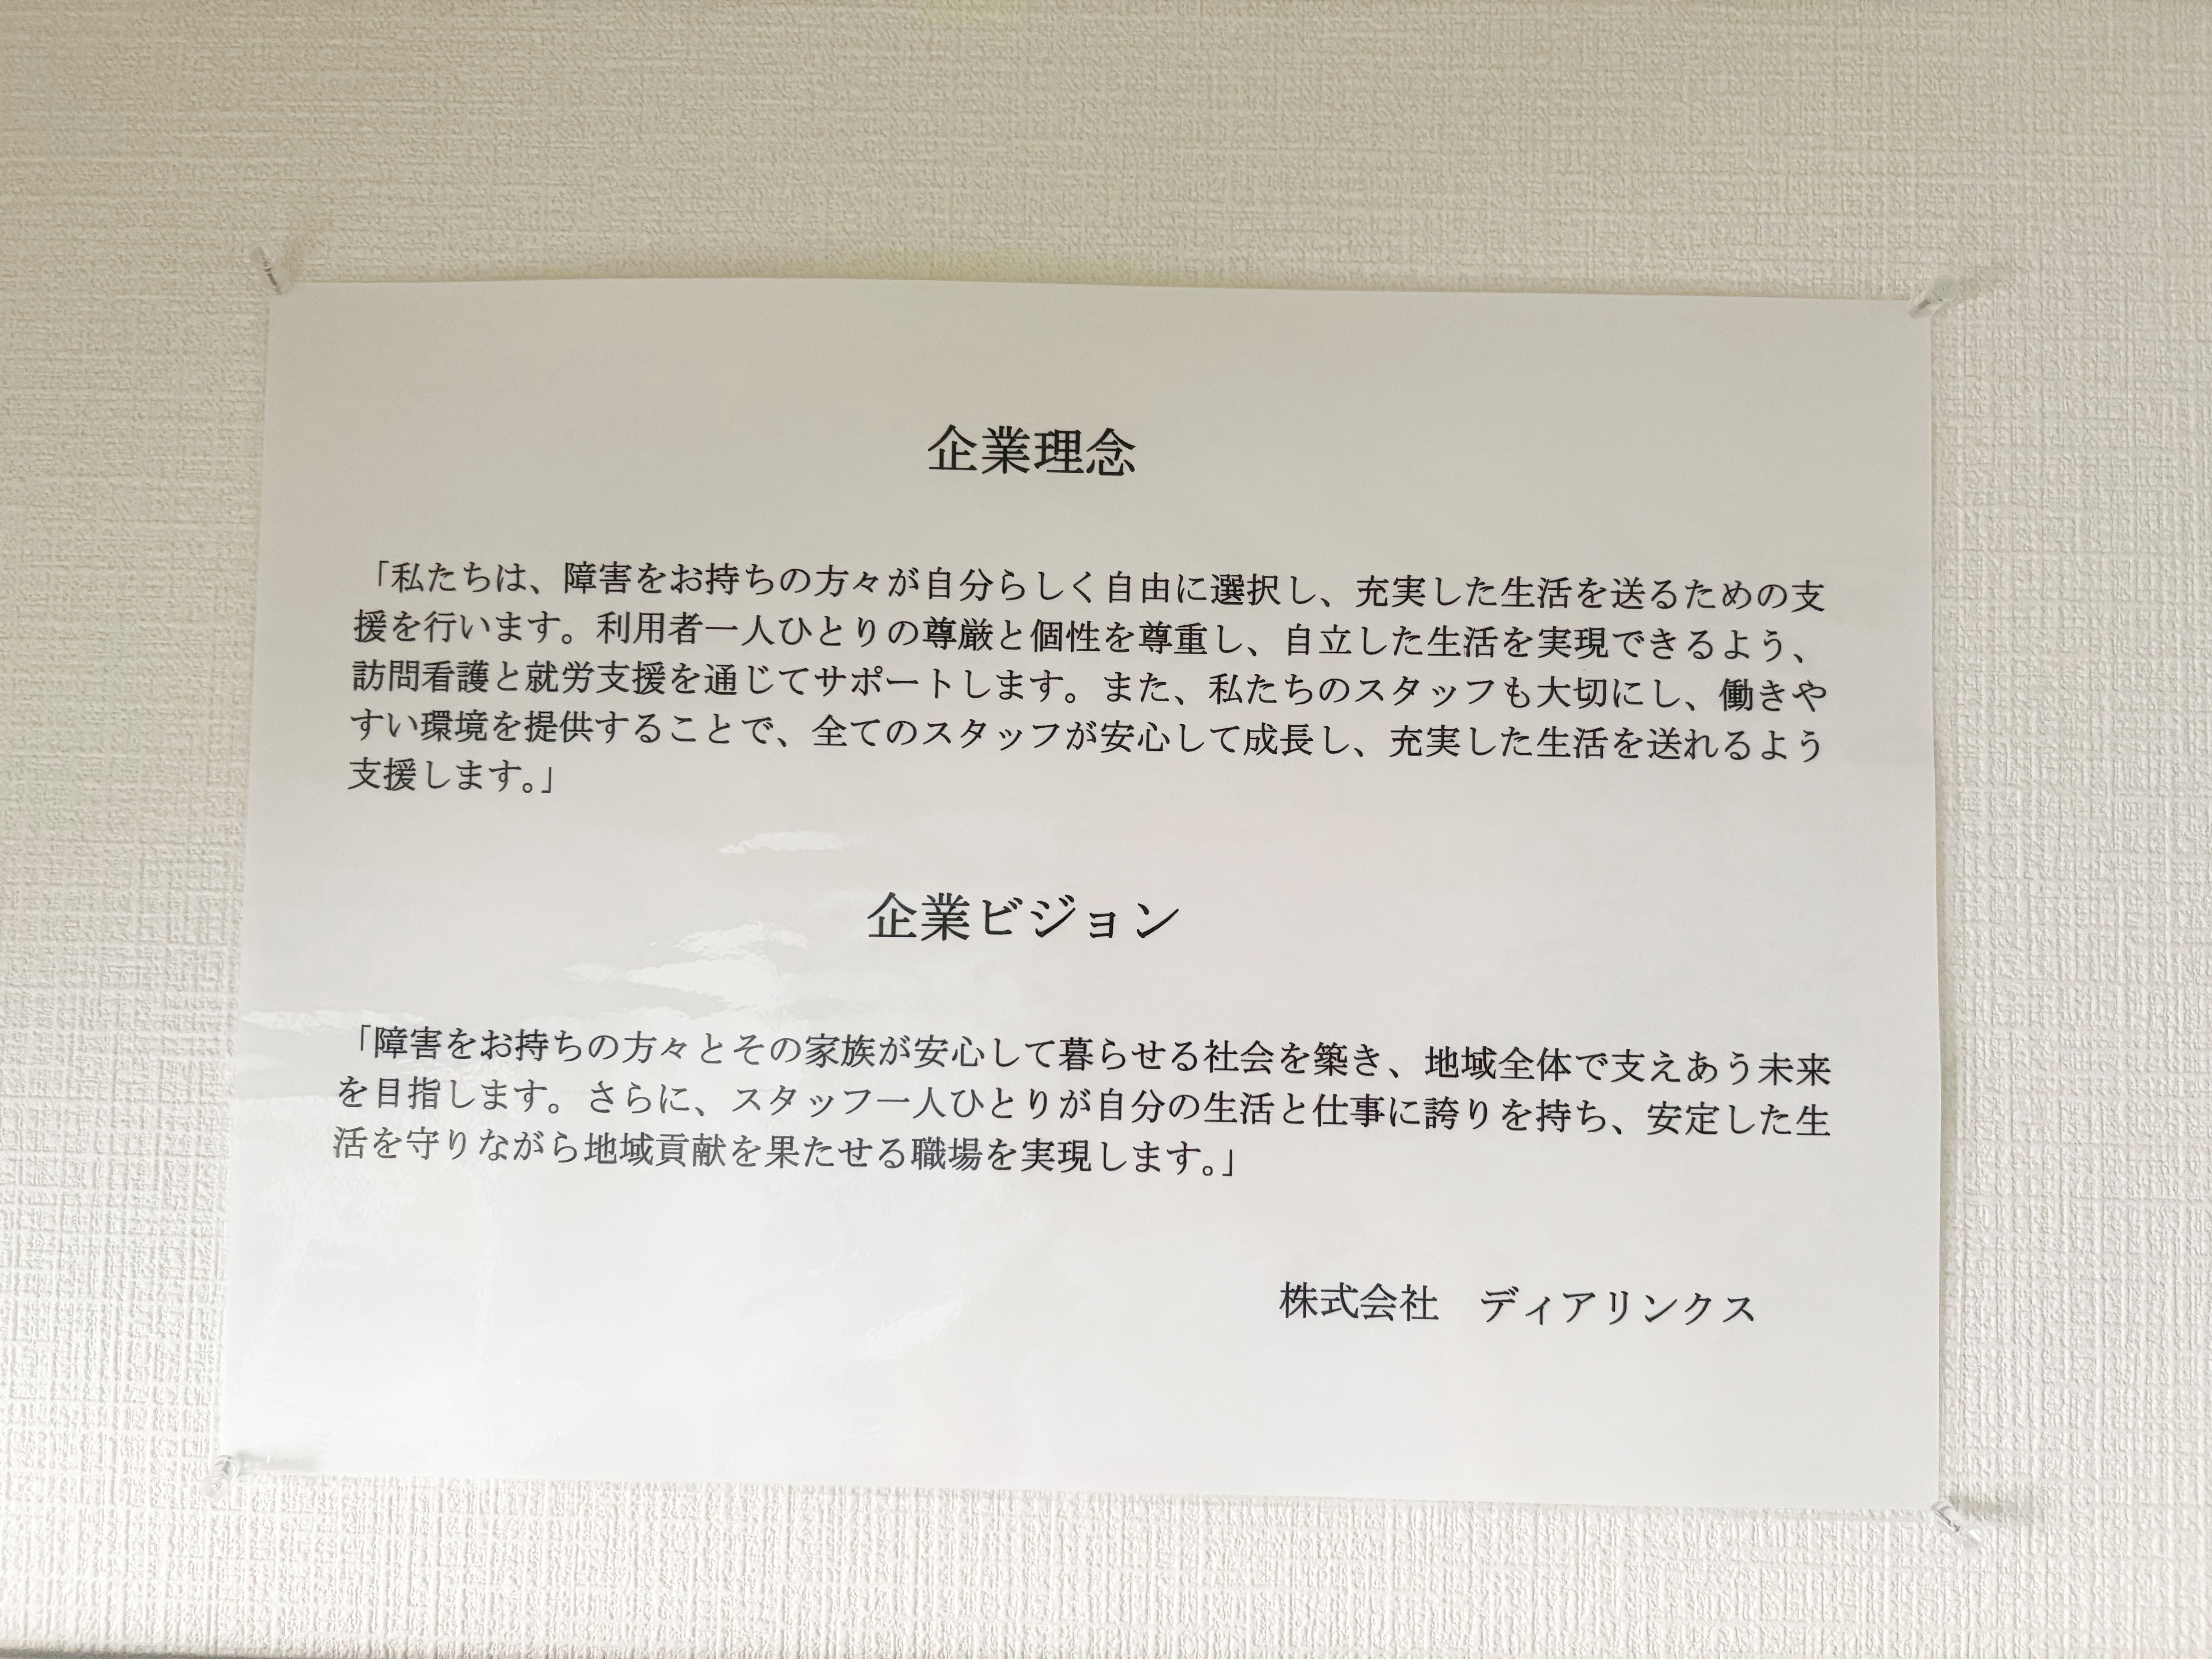 企業理念
「私たちは、障害をお持ちの方々が自分らしく自由に選択し、充実した生活を送るための支
援を行います。利用者一人ひとりの尊厳と個性を尊重し、自立した生活を実現できるよう、
訪問看護と就労支援を通じてサポートします。また、私たちのスタッフも大切にし、働きや
すい環境を提供することで、全てのスタッフが安心して成長し、充実した生活を送れるよう
支援します。」
企業ビジョン
「障害をお持ちの方々とその家族が安心して暮らせる社会を築き、地域全体で支えあう未来
を目指します。さらに、スタッフ一人ひとりが自分の生活と仕事に誇りを持ち、安定した生
活を守りながら地域貢献を果たせる職場を実現します。」
株式会社　ディアリンクス